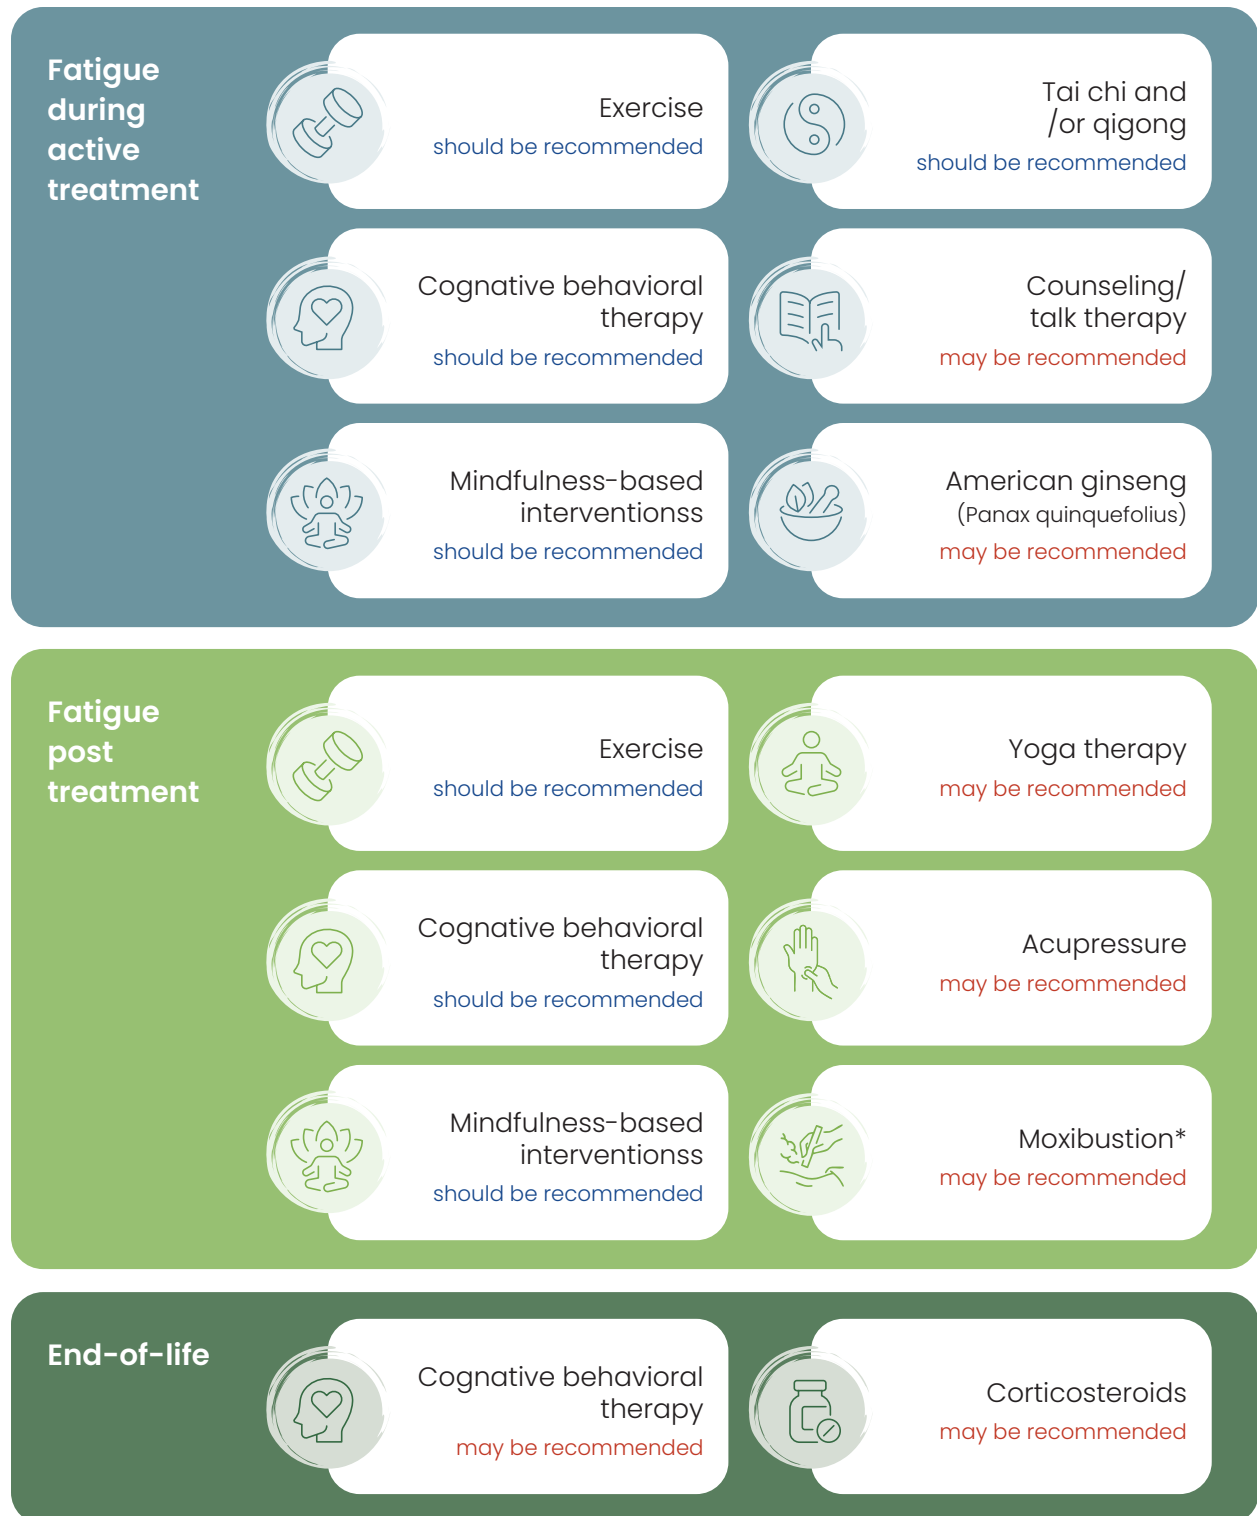 Fatigue
during
active
treatment
Exercise
should be recommended
Tai chi and
/or qigong
should be recommended
Cognative behavioral
therapy
should be recommended
Counseling/
talk therapy
may be recommended
Mindfulness-based
interventionss
should be recommended
American ginseng
(Panax quinquefolius)
may be recommended
Fatigue
post
treatment
Exercise
should be recommended
Yoga therapy
may be recommended
Cognative behavioral
therapy
should be recommended
Acupressure
may be recommended
Mindfulness-based
interventionss
should be recommended
Moxibustion*
may be recommended
End-of-life
Cognative behavioral
therapy
may be recommended
Corticosteroids
may be recommended